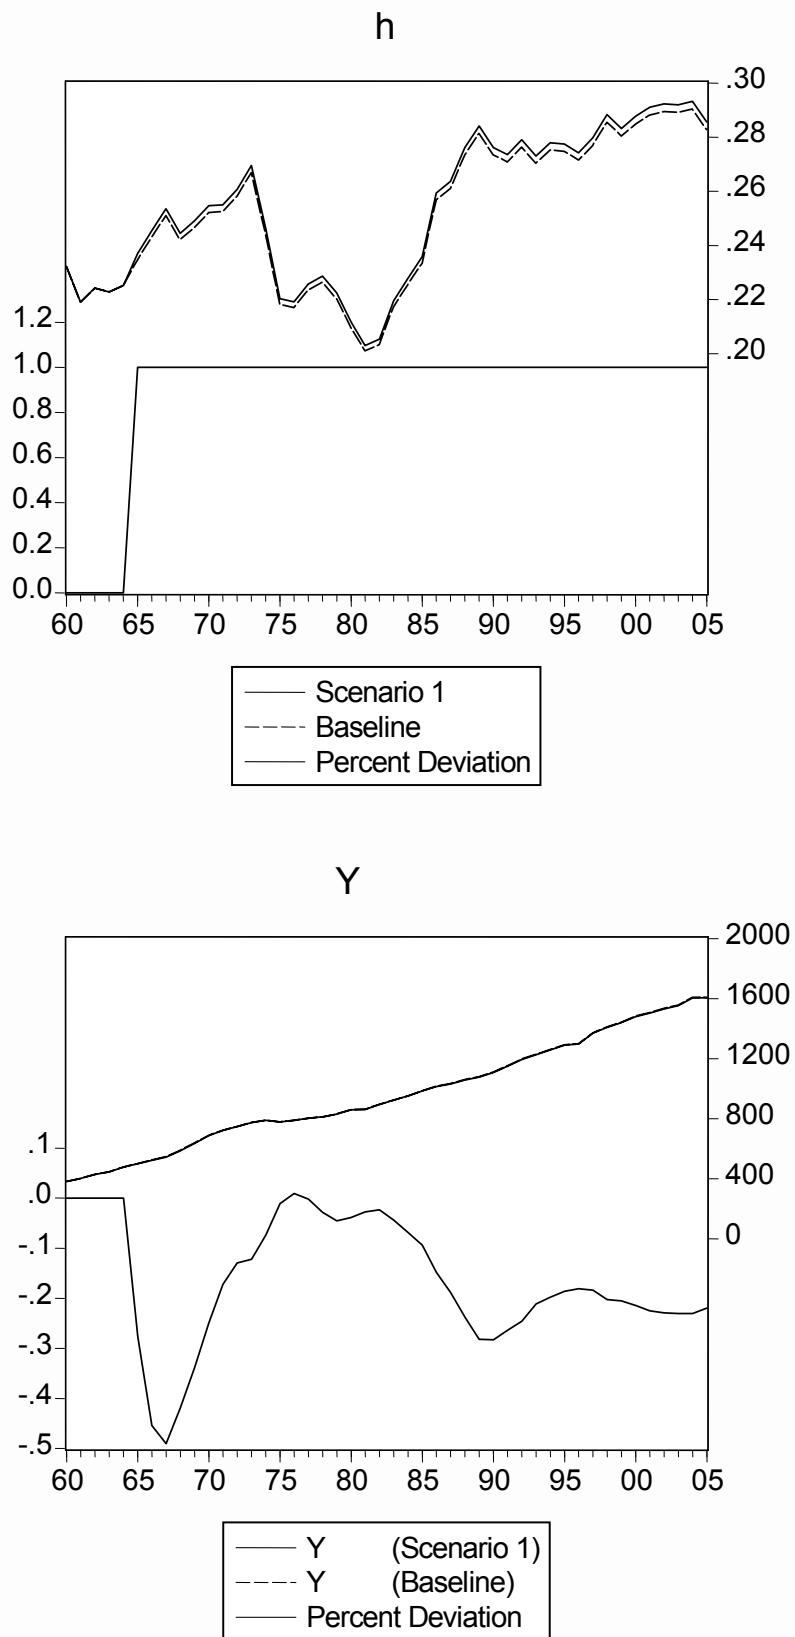 h
.30
.28
.26
.24
.22
.20
1.2
1.0
0.8
0.6
0.4
0.2
0.0
60 65 70 75 80 85 90 95 00 05
Scenario 1
Baseline
Percent Deviation
Y
2000
1600
1200
800
400
0
.1
.0
-.1
-.2
-.3
-.4
-.5
60 65 70 75 80 85 90 95 00 05
Y (Scenario 1)
Y (Baseline)
Percent Deviation